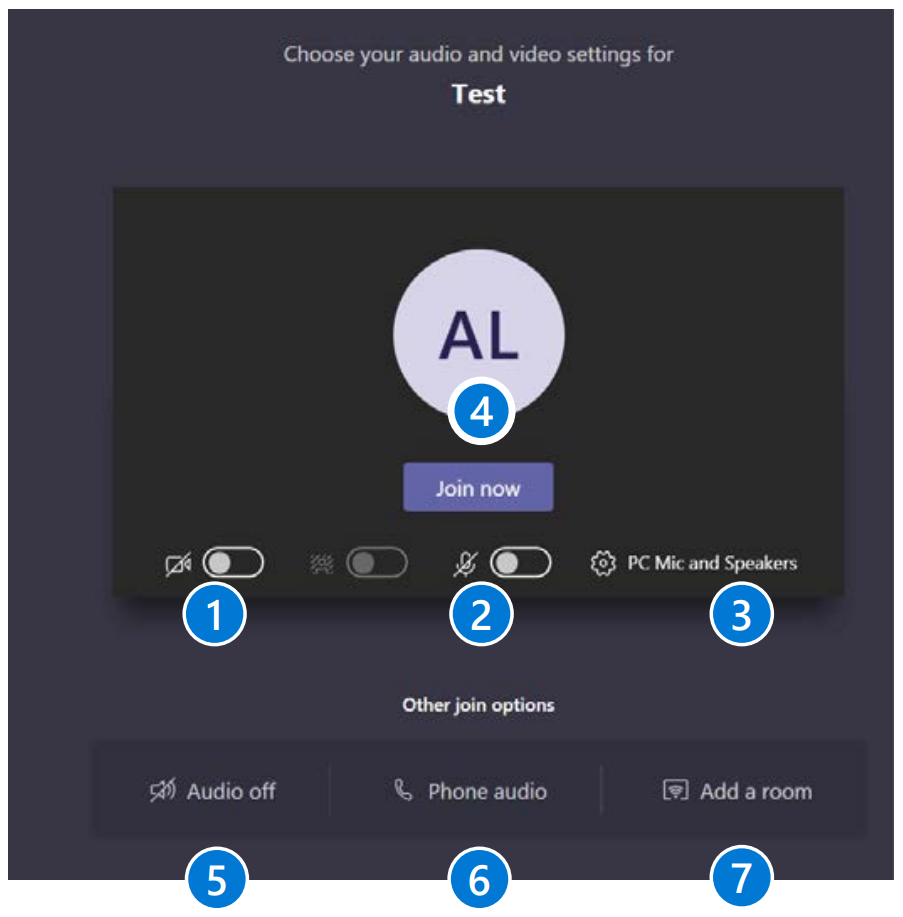 Choose your audio and video settings for
Test
AL
4
Join now
PC Mic and Speakers
1 2 3
Other join options
Audio off Phone audio Add a room
5 6 7